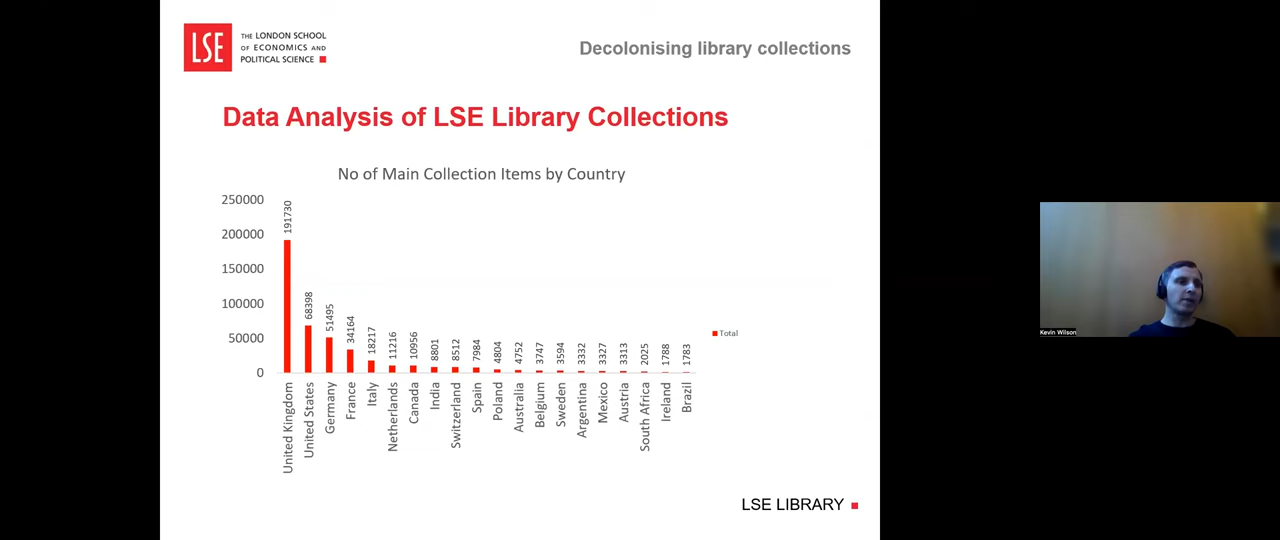 LSE
THE LONDON SCHOOL
OF ECONOMICS AND
POLITICAL SCIENCE
Decolonising library collections
Data Analysis of LSE Library Collections
No of Main Collection Items by Country
250000
200000
150000
100000
50000
0
191730
68398
51495
34164
18217
11216
10956
8801
8512
7984
4804
4752
3747
3594
3332
3327
3313
2025
1788
1783
United Kingdom
United States
Germany
France
Italy
Netherlands
Canada
India
Switzerland
Spain
Poland
Australia
Belgium
Sweden
Argentina
Mexico
Austria
South Africa
Ireland
Brazil
Total
Kevin Wilson
LSE LIBRARY